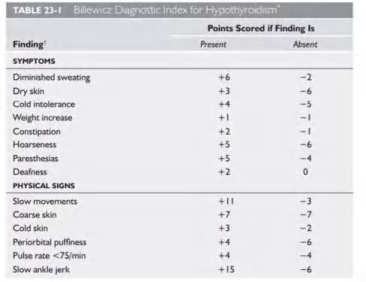 TABLE 23-1 Billewicz Diagnostic Index for Hypothyroidism*
Points Scored if Finding Is
Finding† Present Absent
SYMPTOMS
Diminished sweating +6 −2
Dry skin +3 −6
Cold intolerance +4 −5
Weight increase +1 −1
Constipation +2 −1
Hoarseness +5 −6
Paresthesias +5 −4
Deafness +2 0
PHYSICAL SIGNS
Slow movements +11 −3
Coarse skin +7 −7
Cold skin +3 −2
Periorbital puffiness +4 −6
Pulse rate <75/min +4 −4
Slow ankle jerk +15 −6